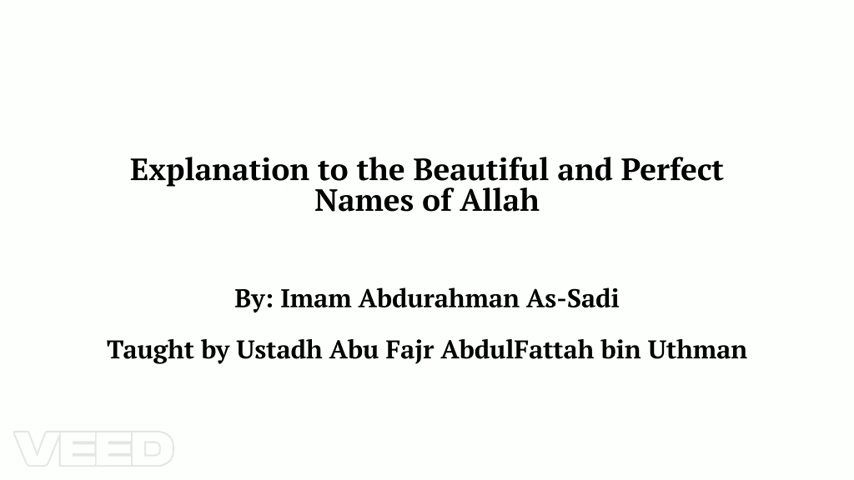 Explanation to the Beautiful and Perfect
Names of Allah
By: Imam Abdurahman As-Sadi
Taught by Ustadh Abu Fajr AbdulFattah bin Uthman
VEED